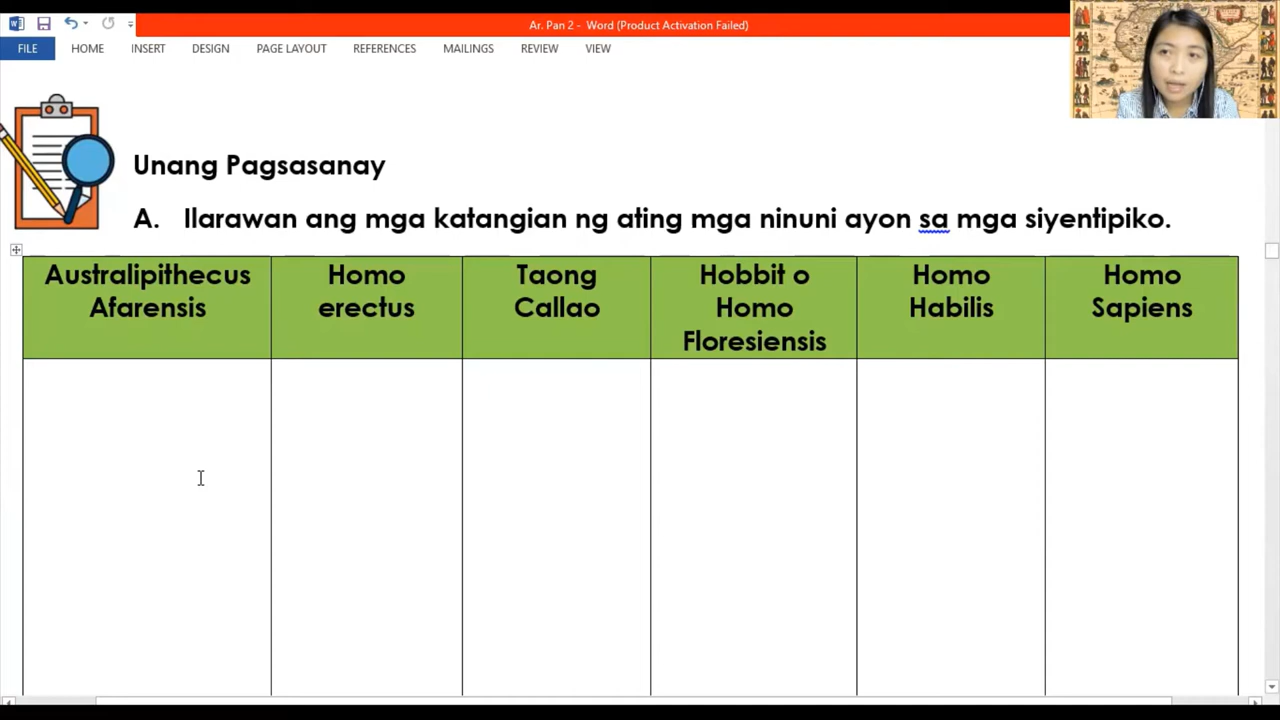 Ar. Pan 2 - Word (Product Activation Failed)
FILE HOME INSERT DESIGN PAGE LAYOUT REFERENCES MAILINGS REVIEW VIEW
Unang Pagsasanay
A. Ilarawan ang mga katangian ng ating mga ninuni ayon sa mga siyentipiko.
Australipithecus
Afarensis
Homo
erectus
Taong
Callao
Hobbit o
Homo
Floresiensis
Homo
Habilis
Homo
Sapiens